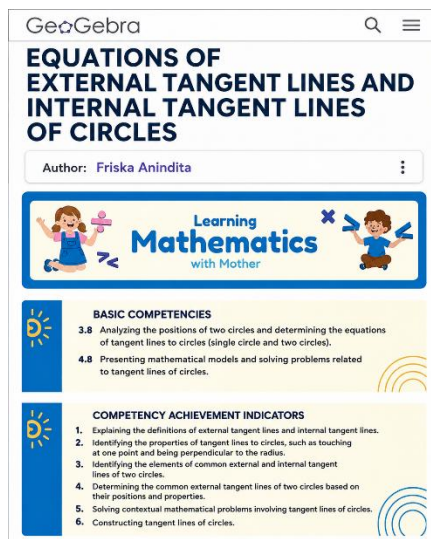 GeoGebra
EQUATIONS OF
EXTERNAL TANGENT LINES AND
INTERNAL TANGENT LINES
OF CIRCLES
Author: Friska Anindita
Learning
Mathematics
with Mother
BASIC COMPETENCIES
3.8 Analyzing the positions of two circles and determining the equations
of tangent lines to circles (single circle and two circles).
4.8 Presenting mathematical models and solving problems related
to tangent lines of circles.
COMPETENCY ACHIEVEMENT INDICATORS
1. Explaining the definitions of external tangent lines and internal tangent lines.
2. Identifying the properties of tangent lines to circles, such as touching
at one point and being perpendicular to the radius.
3. Identifying the elements of common external and internal tangent
lines of two circles.
4. Determining the common external tangent lines of two circles based on
their positions and properties.
5. Solving contextual mathematical problems involving tangent lines of circles.
6. Constructing tangent lines of circles.